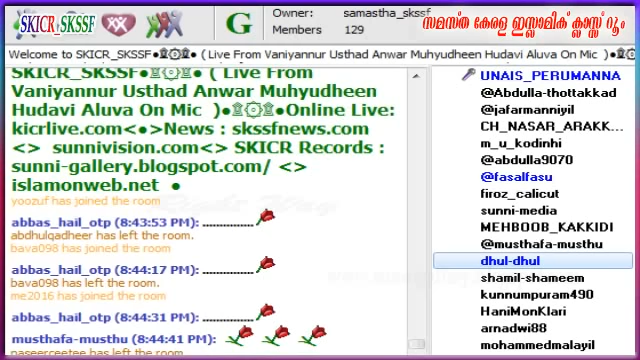 SKICR_SKSSF
G
Owner: samastha_skssf
Members 129
സമസ്ത കേരള ഇസ്ലാമിക് ക്ലാസ്സ് റൂം
Welcome to SKICR_SKSSF●۩۞۩● ( Live From Vaniyannur Usthad Anwar Muhyudheen Hudavi Aluva On Mic )●۩۞۩●
SKICR_SKSSF●۩۞۩● ( Live From
Vaniyannur Usthad Anwar Muhyudheen
Hudavi Aluva On Mic )●۩۞۩●Online Live:
kicrlive.com<●>News : skssfnews.com
<> sunnivision.com<> SKICR Records :
sunni-gallery.blogspot.com/ <>
islamonweb.net ●
yoozuf has joined the room
abbas_hail_otp (8:43:53 PM): ...............
abdhulqadheer has left the room.
bava098 has joined the room
abbas_hail_otp (8:44:17 PM): ...............
bava098 has left the room.
me2016 has joined the room
abbas_hail_otp (8:44:31 PM): ...............
musthafa-musthu (8:44:41 PM):
naseerceetee has left the room.
UNAIS_PERUMANNA
@Abdulla-thottakkad
@jafarmanniyil
CH_NASAR_ARAKK...
m_u_kodinhi
@abdulla9070
@fasalfasu
firoz_calicut
sunni-media
MEHBOOB_KAKKIDI
@musthafa-musthu
dhul-dhul
shamil-shameem
kunnumpuram490
HaniMonKlari
arnadwi88
mohammedmalayil